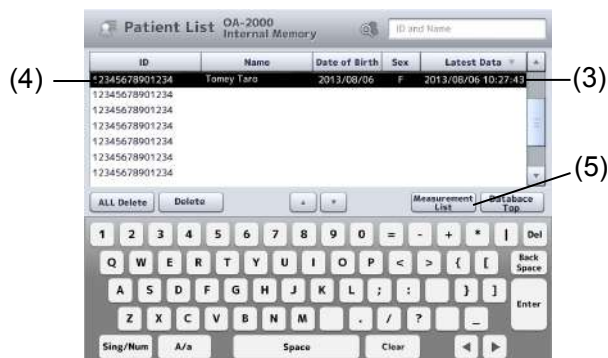 Patient List OA-2000 Internal Memory ID and Name
ID Name Date of Birth Sex Latest Data
(4) 12345678901234 Tomey Taro 2013/08/06 F 2013/08/06 10:27:43 (3)
12345678901234
12345678901234
12345678901234
12345678901234
12345678901234
12345678901234
(5)
ALL Delete Delete Measurement List Databace Top
1 2 3 4 5 6 7 8 9 0 = - + * | Del
Q W E R T Y U I O P < > { [ Back Space
A S D F G H J K L ; : } ] Enter
Z X C V B N M . / ? _
Sing/Num A/a Space Clear